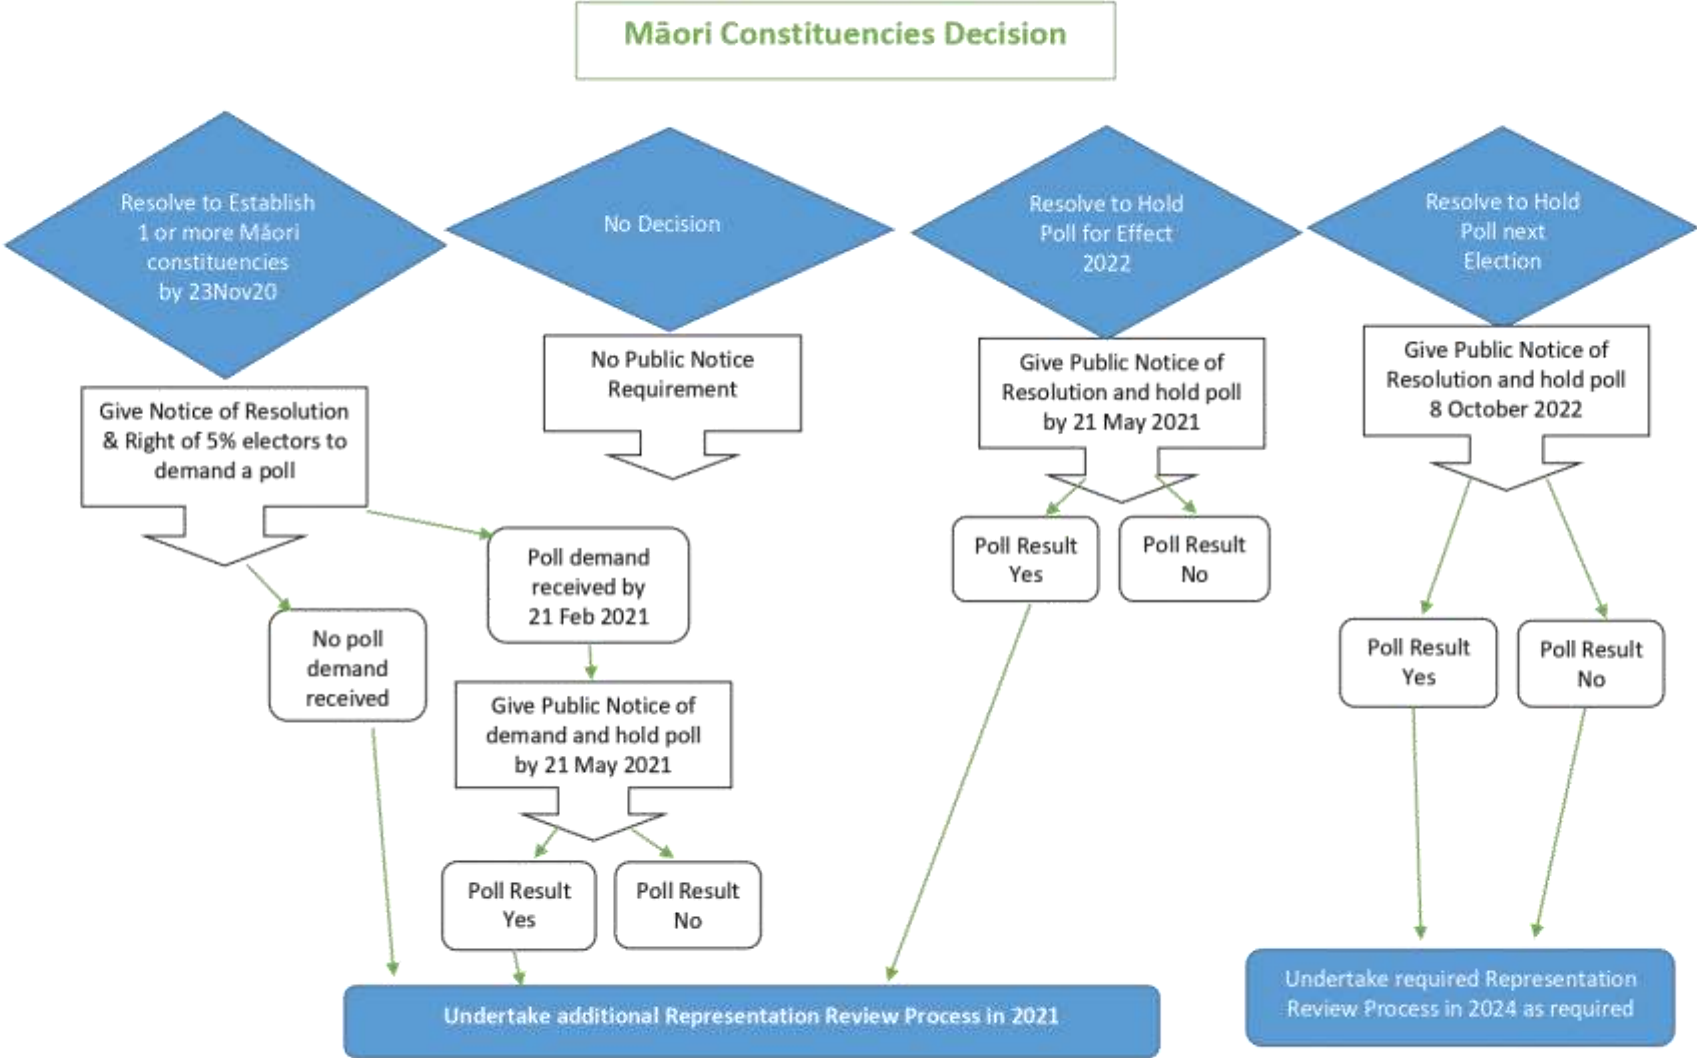 Māori Constituencies Decision
Resolve to Establish
1 or more Māori
constituencies
by 23Nov20
No Decision
Resolve to Hold
Poll for Effect
2022
Resolve to Hold
Poll next
Election
Give Notice of Resolution
& Right of 5% electors to
demand a poll
No Public Notice
Requirement
Give Public Notice of
Resolution and hold poll
by 21 May 2021
Give Public Notice of
Resolution and hold poll
8 October 2022
No poll
demand
received
Poll demand
received by
21 Feb 2021
Give Public Notice of
demand and hold poll
by 21 May 2021
Poll Result
Yes
Poll Result
No
Poll Result
Yes
Poll Result
No
Poll Result
Yes
Poll Result
No
Undertake additional Representation Review Process in 2021
Undertake required Representation
Review Process in 2024 as required